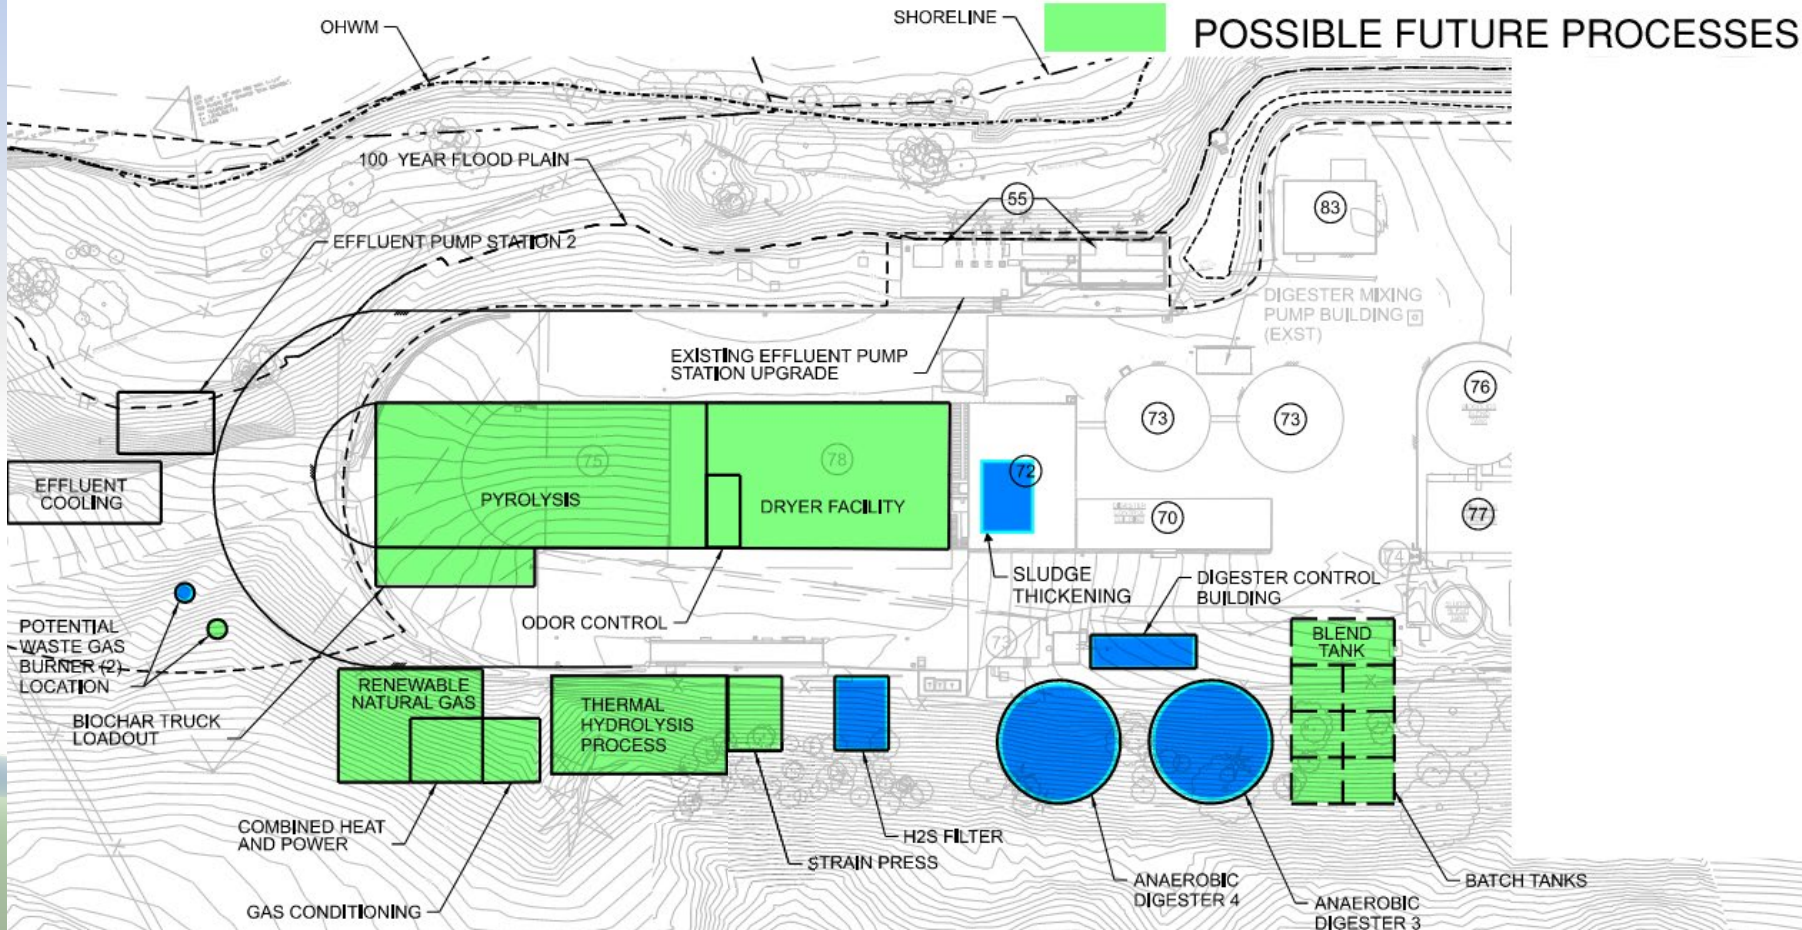 OHWM
SHORELINE
POSSIBLE FUTURE PROCESSES
100 YEAR FLOOD PLAIN
55
83
EFFLUENT PUMP STATION 2
DIGESTER MIXING
PUMP BUILDING
(EXST)
EXISTING EFFLUENT PUMP
STATION UPGRADE
76
73
73
75
78
72
EFFLUENT
COOLING
PYROLYSIS
DRYER FACILITY
70
77
74
SLUDGE
THICKENING
DIGESTER CONTROL
BUILDING
ODOR CONTROL
73
POTENTIAL
WASTE GAS
BURNER (2)
LOCATION
BLEND
TANK
RENEWABLE
NATURAL GAS
THERMAL
HYDROLYSIS
PROCESS
BIOCHAR TRUCK
LOADOUT
COMBINED HEAT
AND POWER
H2S FILTER
STRAIN PRESS
GAS CONDITIONING
ANAEROBIC
DIGESTER 4
ANAEROBIC
DIGESTER 3
BATCH TANKS